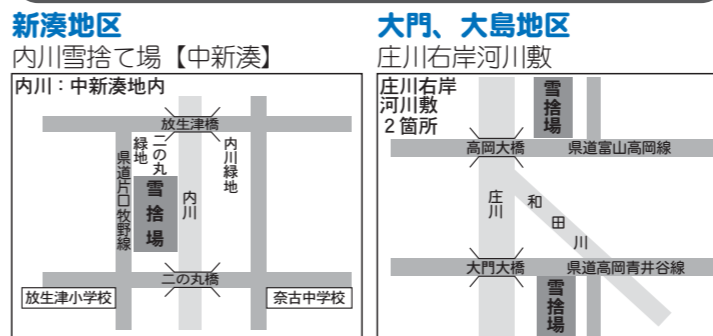 新湊地区
内川雪捨て場【中新湊】
内川：中新湊地内
放生津橋
県道片口牧野線
二の丸
緑地
雪捨場
内川
内川緑地
二の丸橋
放生津小学校
奈古中学校
大門、大島地区
庄川右岸河川敷
庄川右岸
河川敷
２箇所
雪捨場
高岡大橋
県道富山高岡線
庄川
和田川
大門大橋
県道高岡青井谷線
雪捨場